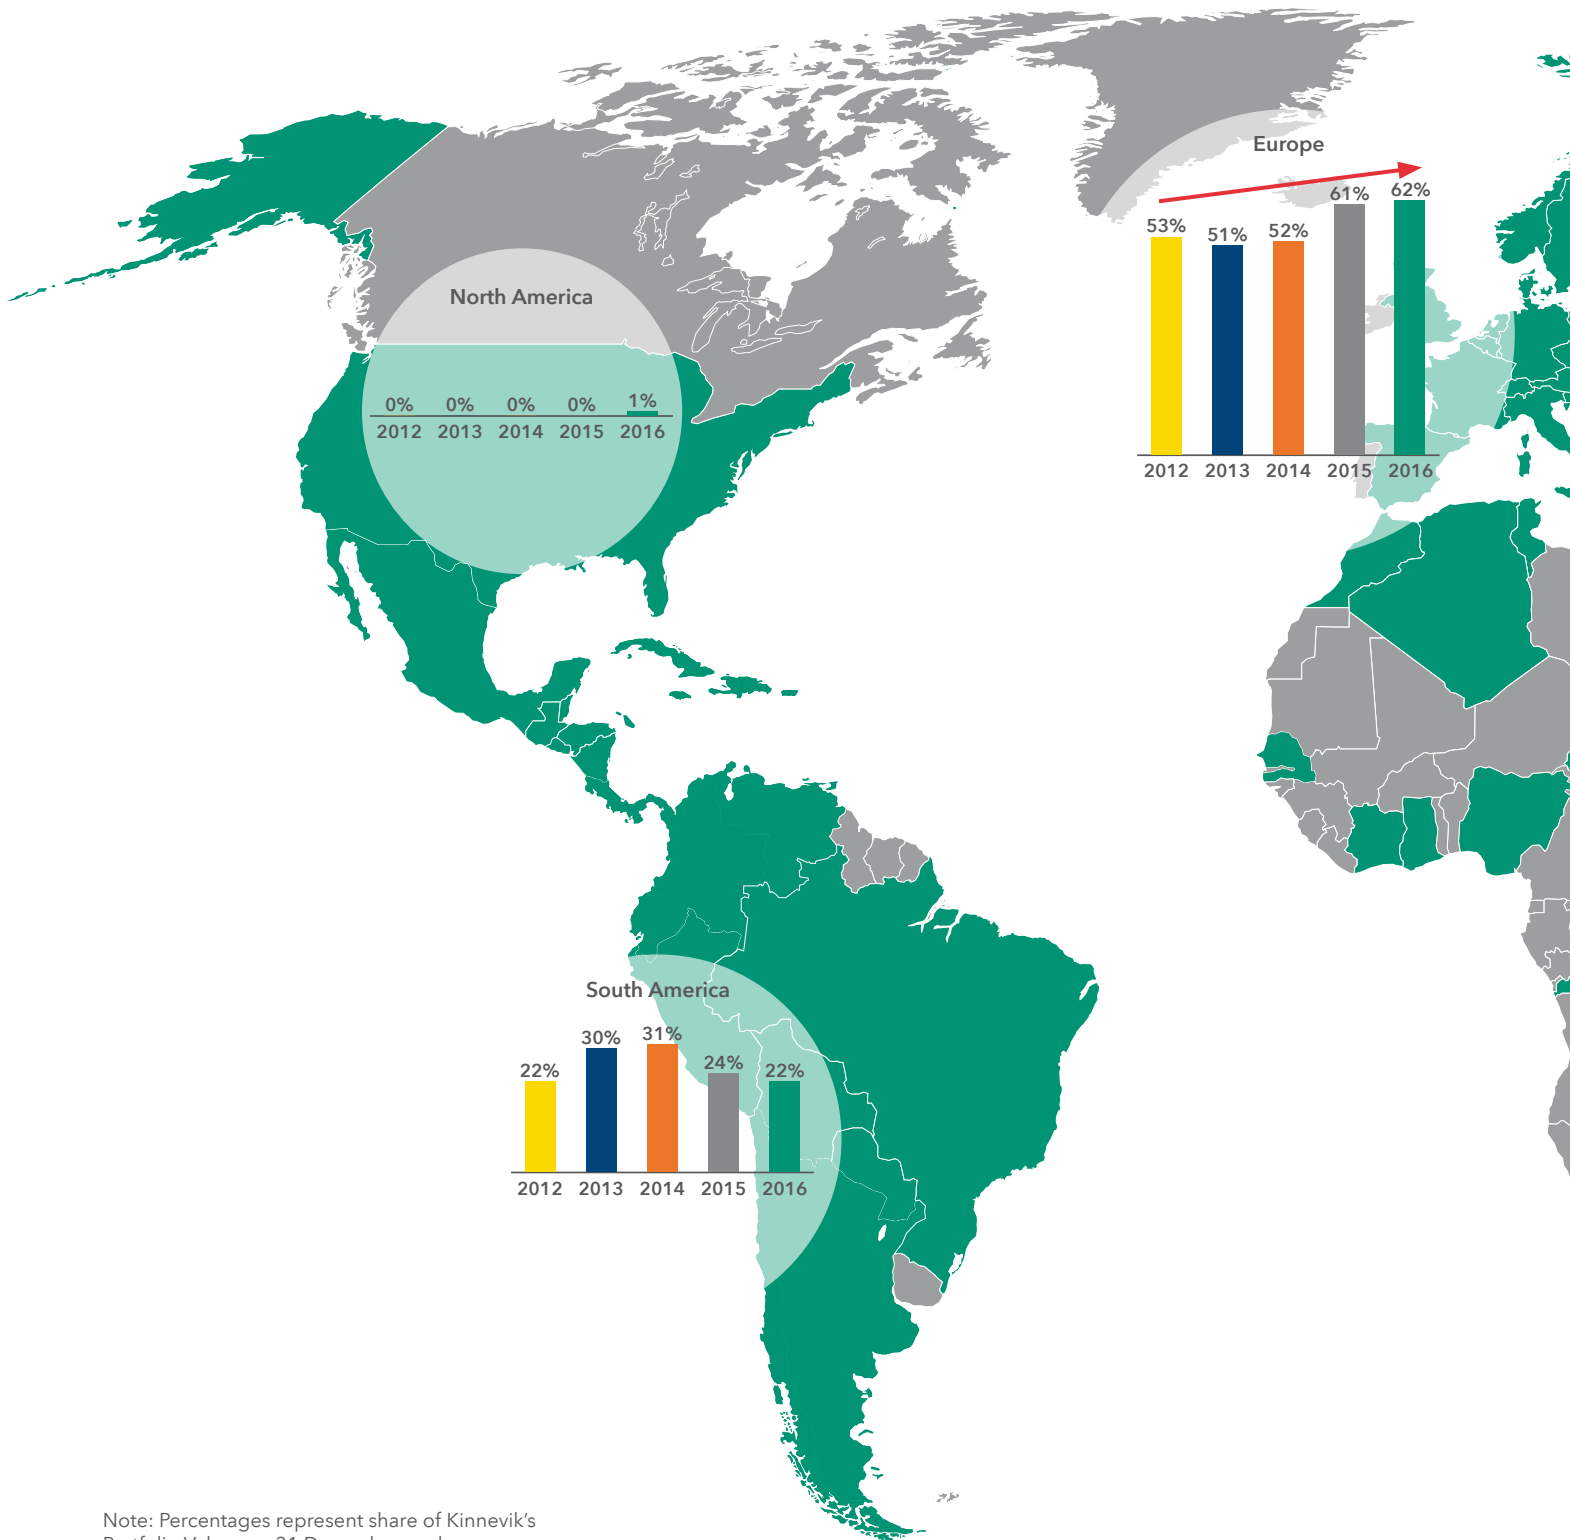 Europe
53%
51%
52%
61%
62%
2012 2013 2014 2015 2016
North America
0% 0% 0% 0% 1%
2012 2013 2014 2015 2016
South America
22%
30%
31%
24%
22%
2012 2013 2014 2015 2016
Note: Percentages represent share of Kinnevik's